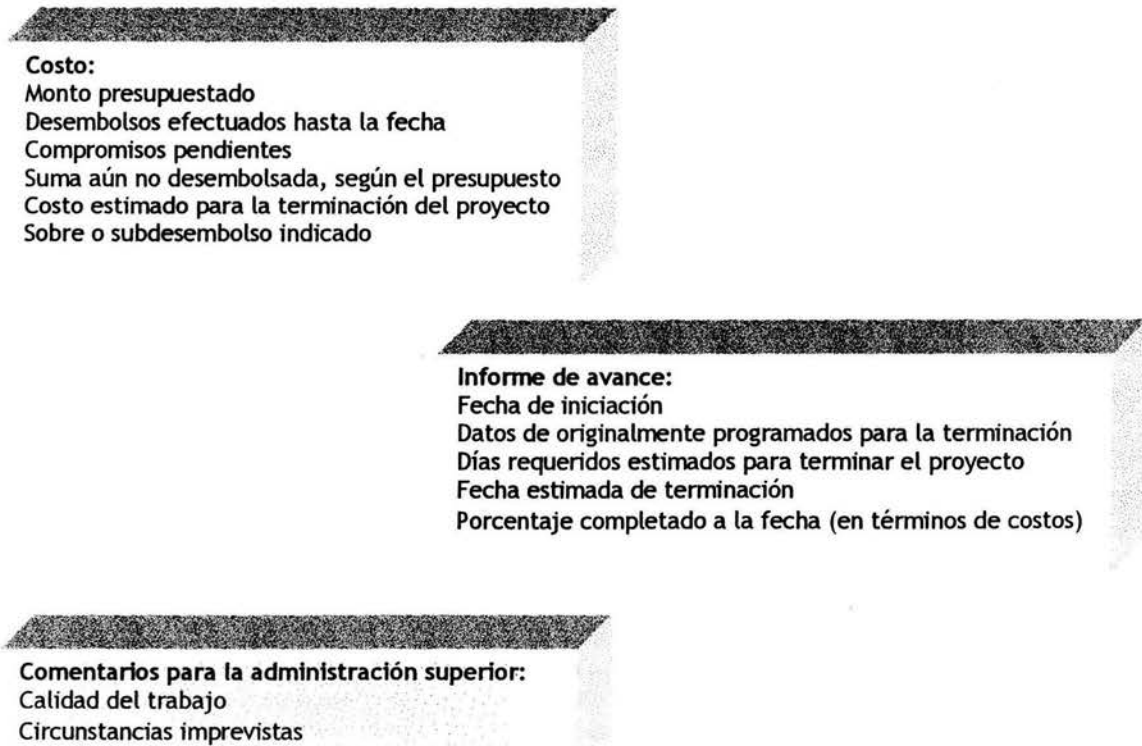 Costo:
Monto presupuestado
Desembolsos efectuados hasta la fecha
Compromisos pendientes
Suma aún no desembolsada, según el presupuesto
Costo estimado para la terminación del proyecto
Sobre o subdesembolso indicado
Informe de avance:
Fecha de iniciación
Datos de originalmente programados para la terminación
Días requeridos estimados para terminar el proyecto
Fecha estimada de terminación
Porcentaje completado a la fecha (en términos de costos)
Comentarios para la administración superior:
Calidad del trabajo
Circunstancias imprevistas